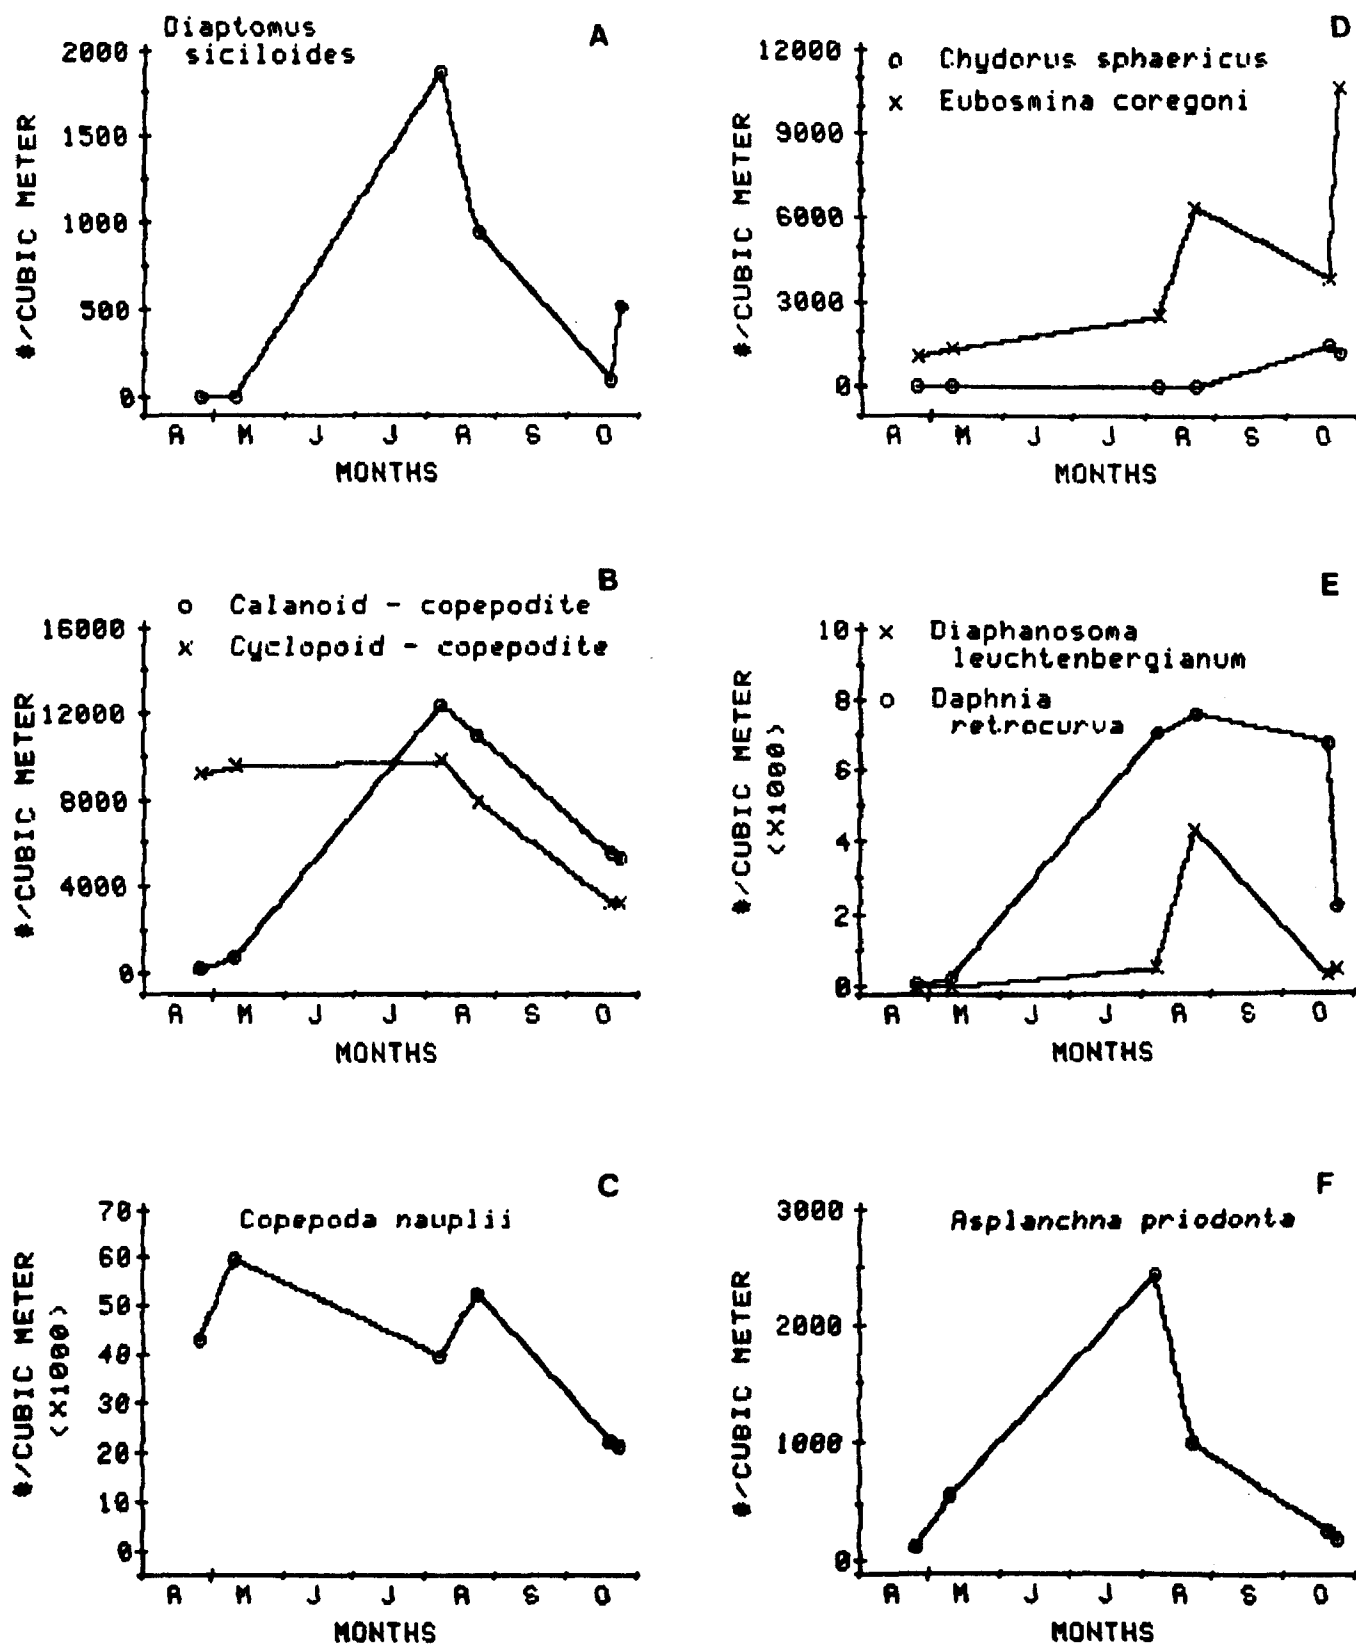 A
Diaptomus
siciloides
2000
1500
1000
500
0
#/CUBIC METER
A M J J A S O
MONTHS
B
o Calanoid - copepodite
x Cyclopoid - copepodite
16000
12000
8000
4000
0
#/CUBIC METER
A M J J A S O
MONTHS
C
Copepoda nauplii
70
60
50
40
30
20
10
0
#/CUBIC METER
<X1000>
A M J J A S O
MONTHS
D
o Chydorus sphaericus
x Eubosmina coregoni
12000
9000
6000
3000
0
#/CUBIC METER
A M J J A S O
MONTHS
E
x Diaphanosoma
leuchtenbergianum
o Daphnia
retrocurva
10
8
6
4
2
0
#/CUBIC METER
<X1000>
A M J J A S O
MONTHS
F
Asplanchna priodonta
3000
2000
1000
0
#/CUBIC METER
A M J J A S O
MONTHS